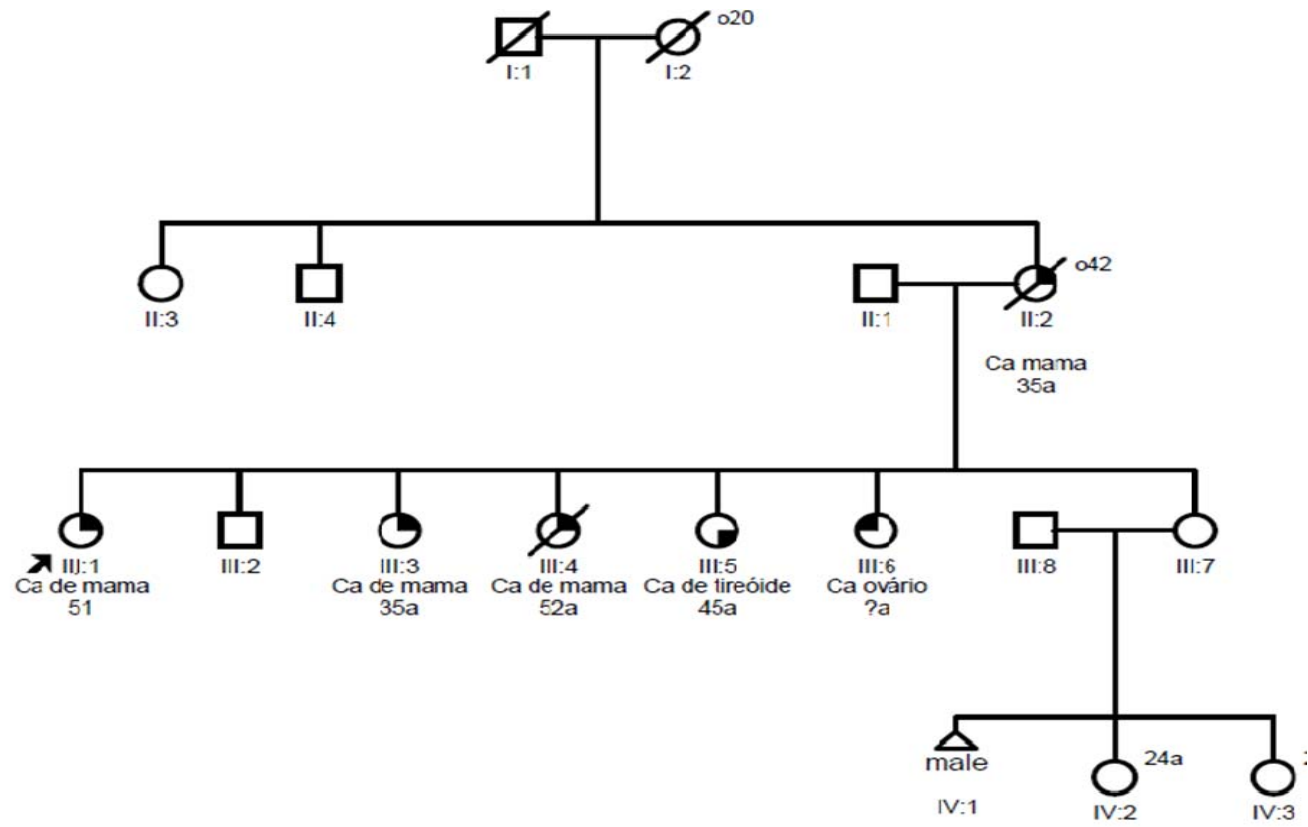 o20
I:1
I:2
o42
II:3
II:4
II:1
II:2
Ca mama
35a
III:1
III:2
III:3
III:4
III:5
III:6
III:8
III:7
Ca de mama
Ca de mama
Ca de mama
Ca de tireóide
Ca ovário
51
35a
52a
45a
?a
24a
male
IV:1
IV:2
IV:3